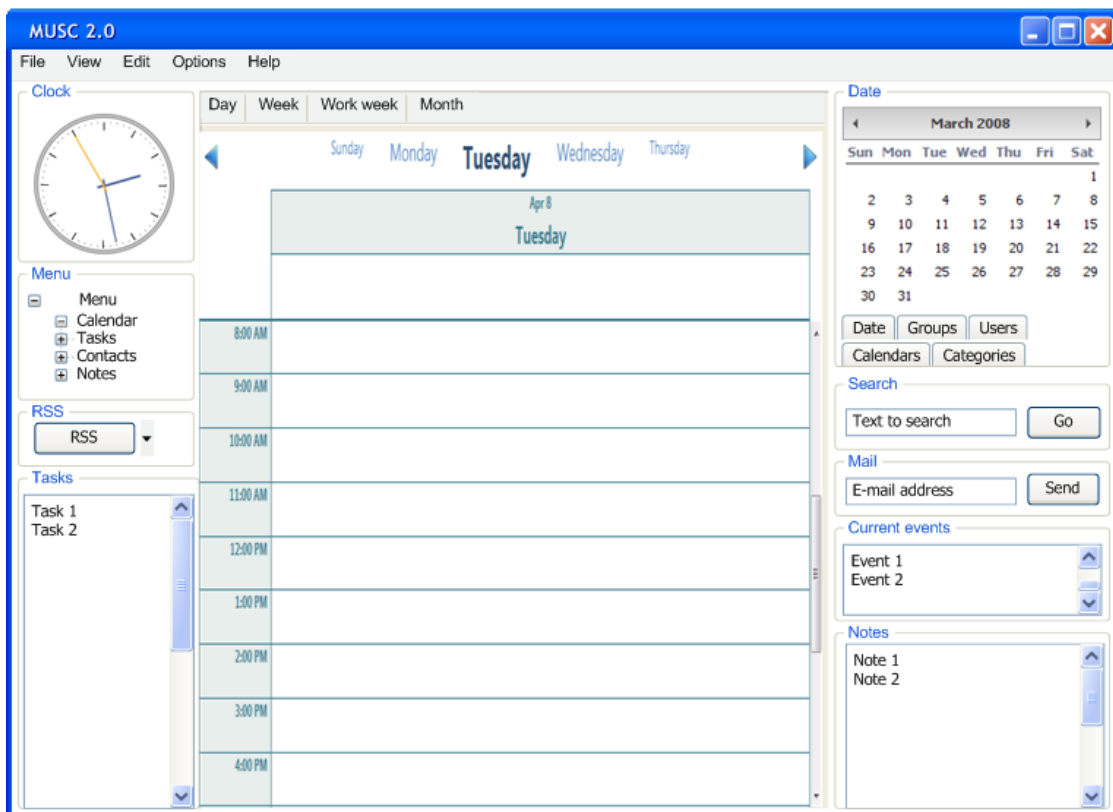 MUSC 2.0
File View Edit Options Help
Clock
Menu
Menu
Calendar
Tasks
Contacts
Notes
RSS
RSS
Tasks
Task 1
Task 2
Day Week Work week Month
Sunday Monday Tuesday Wednesday Thursday
Apr 8
Tuesday
8:00 AM
9:00 AM
10:00 AM
11:00 AM
12:00 PM
1:00 PM
2:00 PM
3:00 PM
4:00 PM
Date
March 2008
Sun Mon Tue Wed Thu Fri Sat
1
2 3 4 5 6 7 8
9 10 11 12 13 14 15
16 17 18 19 20 21 22
23 24 25 26 27 28 29
30 31
Date Groups Users
Calendars Categories
Search
Text to search Go
Mail
E-mail address Send
Current events
Event 1
Event 2
Notes
Note 1
Note 2